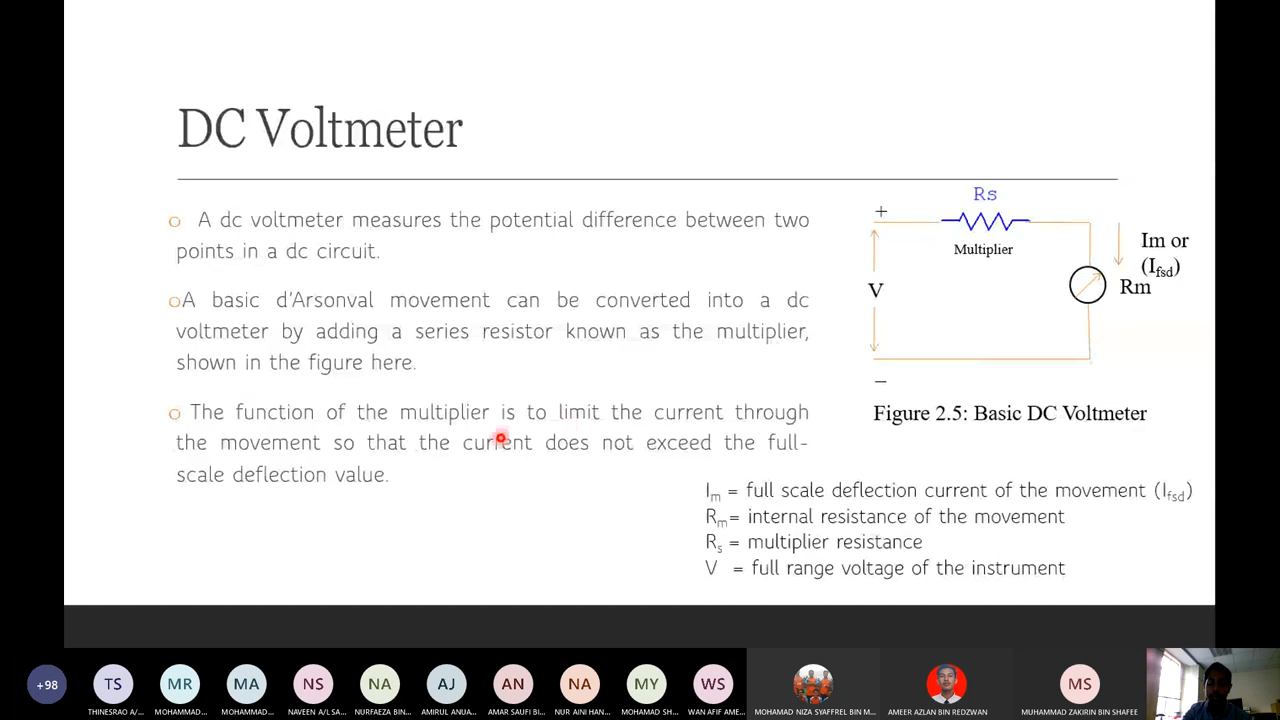 DC Voltmeter
A dc voltmeter measures the potential difference between two
points in a dc circuit.
A basic d'Arsonval movement can be converted into a dc
voltmeter by adding a series resistor known as the multiplier,
shown in the figure here.
The function of the multiplier is to limit the current through
the movement so that the current does not exceed the full-
scale deflection value.
Rs
+
Multiplier
Im or
(Ifsd)
V
Rm
–
Figure 2.5: Basic DC Voltmeter
Im = full scale deflection current of the movement (Ifsd)
Rm= internal resistance of the movement
Rs = multiplier resistance
V = full range voltage of the instrument
+98
TS
MR
MA
NS
NA
AJ
AN
NA
MY
WS
MS
THINESRAO A/...
MOHAMMAD...
MOHAMMAD...
NAVEEN A/L SA...
NURFAEZA BIN...
AMIRUL ANUA...
AMAR SAUFI BI...
NUR AINI HAN...
MOHAMAD SH...
WAN AFIF AME...
MOHAMAD NIZA SYAFFREL BIN M...
AMEER AZLAN BIN REDZWAN
MUHAMMAD ZAKIRIN BIN SHAFEE